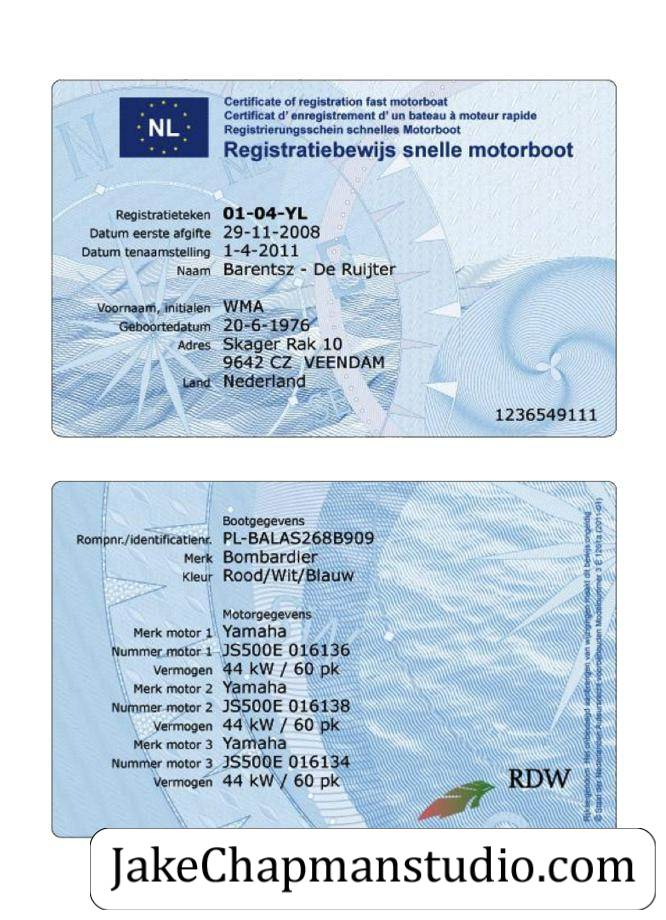 NL
Certificate of registration fast motorboat
Certificat d' enregistrement d' un bateau à moteur rapide
Registrierungsschein schnelles Motorboot
Registratiebewijs snelle motorboot
Registratieteken 01-04-YL
Datum eerste afgifte 29-11-2008
Datum tenaamstelling 1-4-2011
Naam Barentsz - De Ruijter
Voornaam, initialen WMA
Geboortedatum 20-6-1976
Adres Skager Rak 10
9642 CZ VEENDAM
Land Nederland
1236549111
Bootgegevens
Rompnr./identificatienr. PL-BALAS268B909
Merk Bombardier
Kleur Rood/Wit/Blauw
Motorgegevens
Merk motor 1 Yamaha
Nummer motor 1 JS500E 016136
Vermogen 44 kW / 60 pk
Merk motor 2 Yamaha
Nummer motor 2 JS500E 016138
Vermogen 44 kW / 60 pk
Merk motor 3 Yamaha
Nummer motor 3 JS500E 016134
Vermogen 44 kW / 60 pk
RDW
JakeChapmanstudio.com